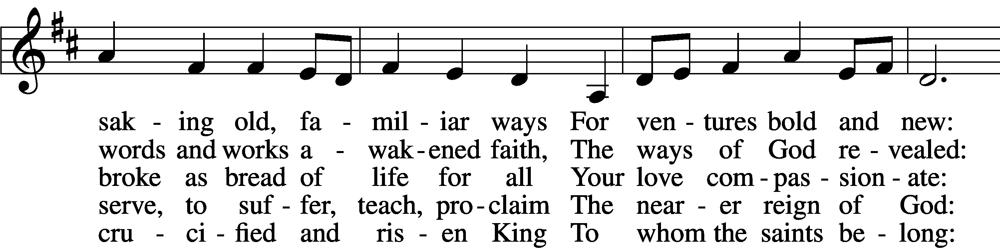 sak - ing old, fa - mil - iar ways For ven - tures bold and new:
words and works a - wak - ened faith, The ways of God re - vealed:
broke as bread of life for all Your love com - pas - sion - ate:
serve, to suf - fer, teach, pro - claim The near - er reign of God:
cru - ci - fied and ris - en King To whom the saints be - long: